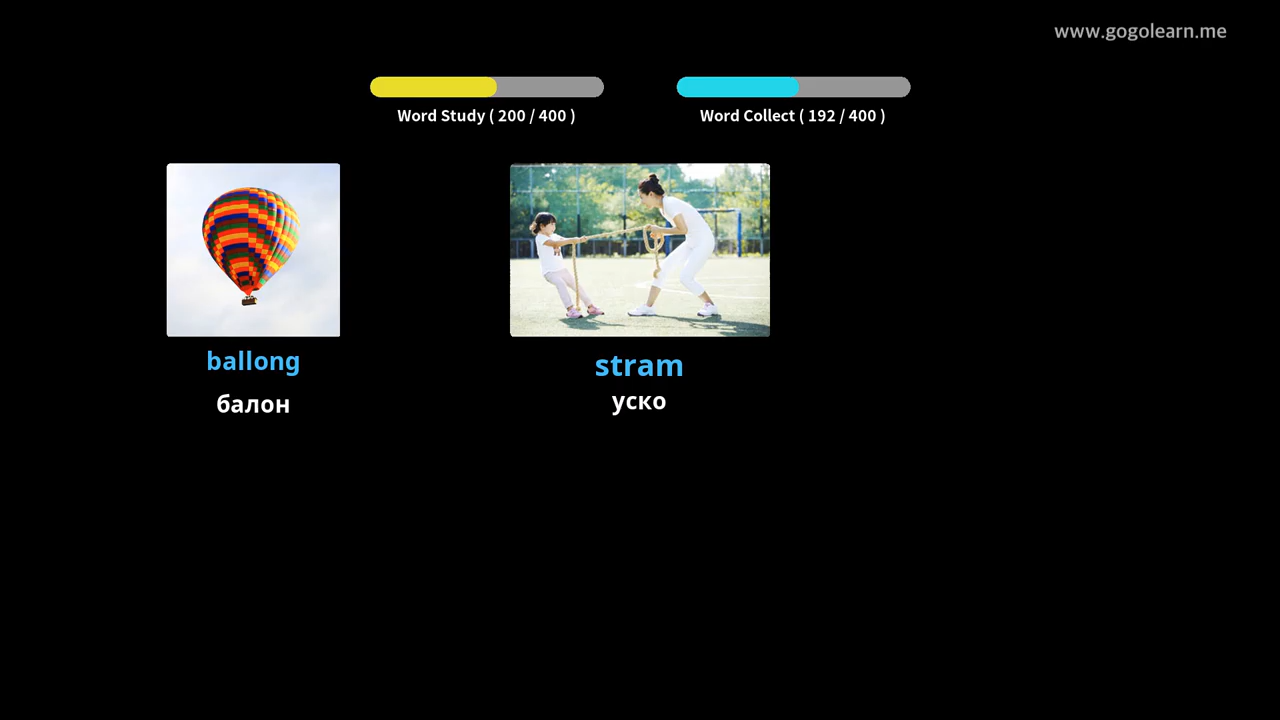 www.gogolearn.me
Word Study ( 200 / 400 )
Word Collect ( 192 / 400 )
ballong
балон
stram
уско